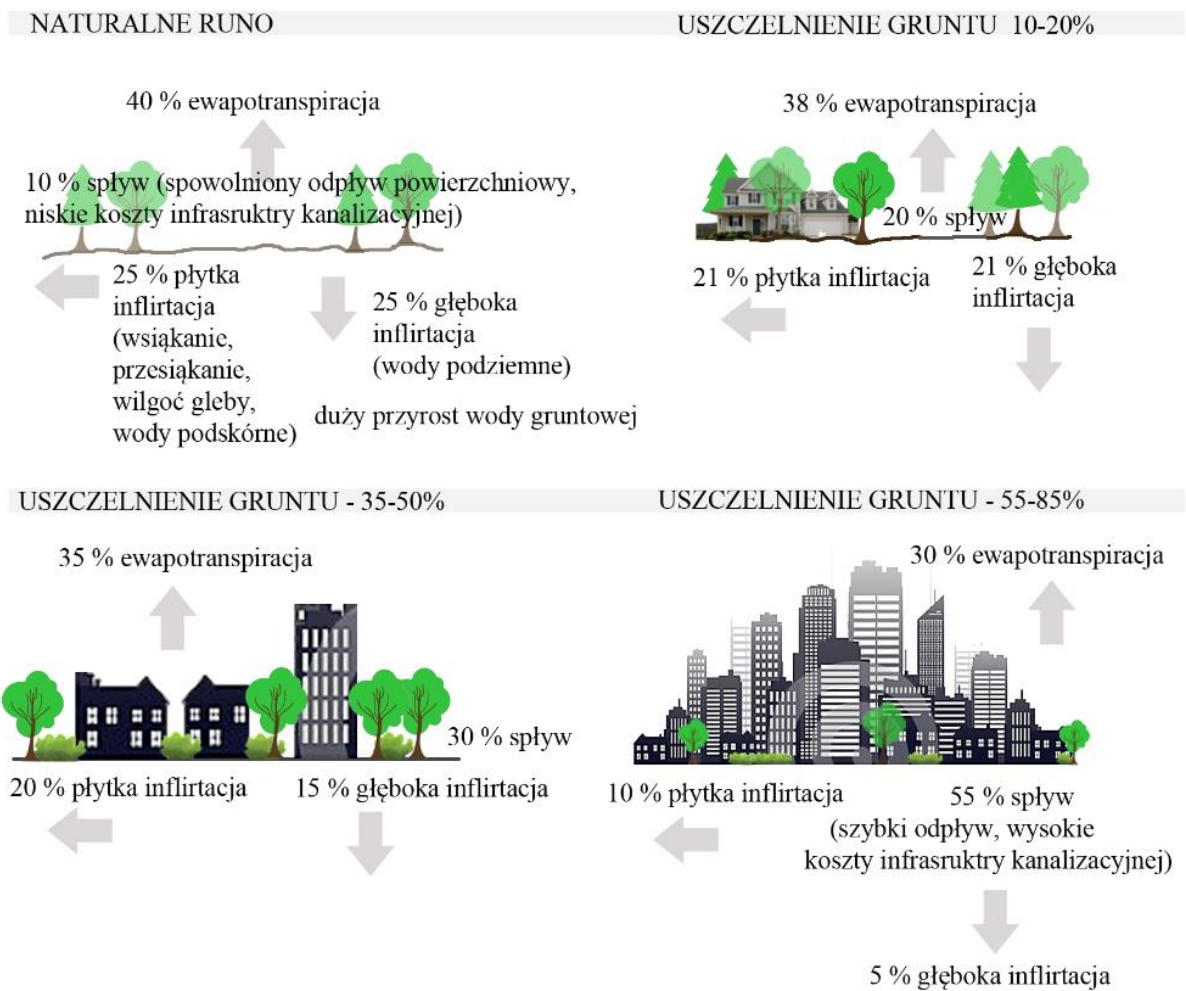 NATURALNE RUNO
40 % ewapotranspiracja
10 % spływ (spowolniony odpływ powierzchniowy,
niskie koszty infrasruktry kanalizacyjnej)
25 % płytka
inflirtacja
(wsiąkanie,
przesiąkanie,
wilgoć gleby,
wody podskórne)
25 % głęboka
inflirtacja
(wody podziemne)
duży przyrost wody gruntowej
USZCZELNIENIE GRUNTU 10-20%
38 % ewapotranspiracja
20 % spływ
21 % płytka inflirtacja
21 % głęboka
inflirtacja
USZCZELNIENIE GRUNTU - 35-50%
35 % ewapotranspiracja
30 % spływ
20 % płytka inflirtacja
15 % głęboka inflirtacja
USZCZELNIENIE GRUNTU - 55-85%
30 % ewapotranspiracja
10 % płytka inflirtacja
55 % spływ
(szybki odpływ, wysokie
koszty infrasruktry kanalizacyjnej)
5 % głęboka inflirtacja